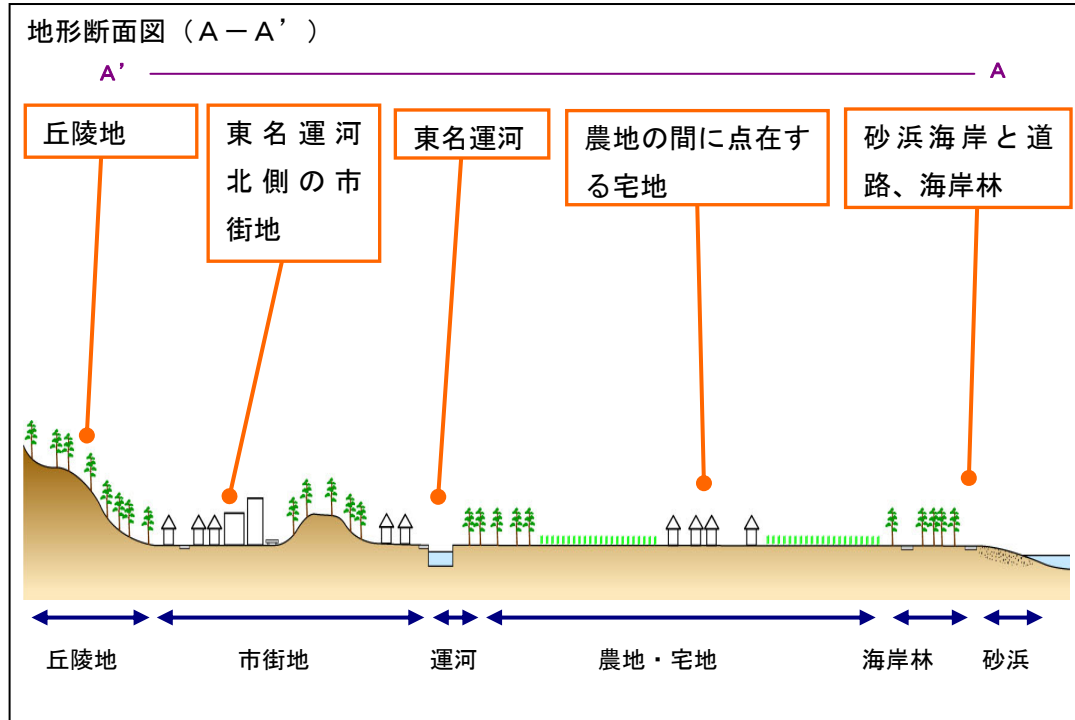 地形断面図（A－A’）
A’
A
丘陵地
東名運河
北側の市
街地
東名運河
農地の間に点在す
る宅地
砂浜海岸と道
路、海岸林
丘陵地
市街地
運河
農地・宅地
海岸林
砂浜